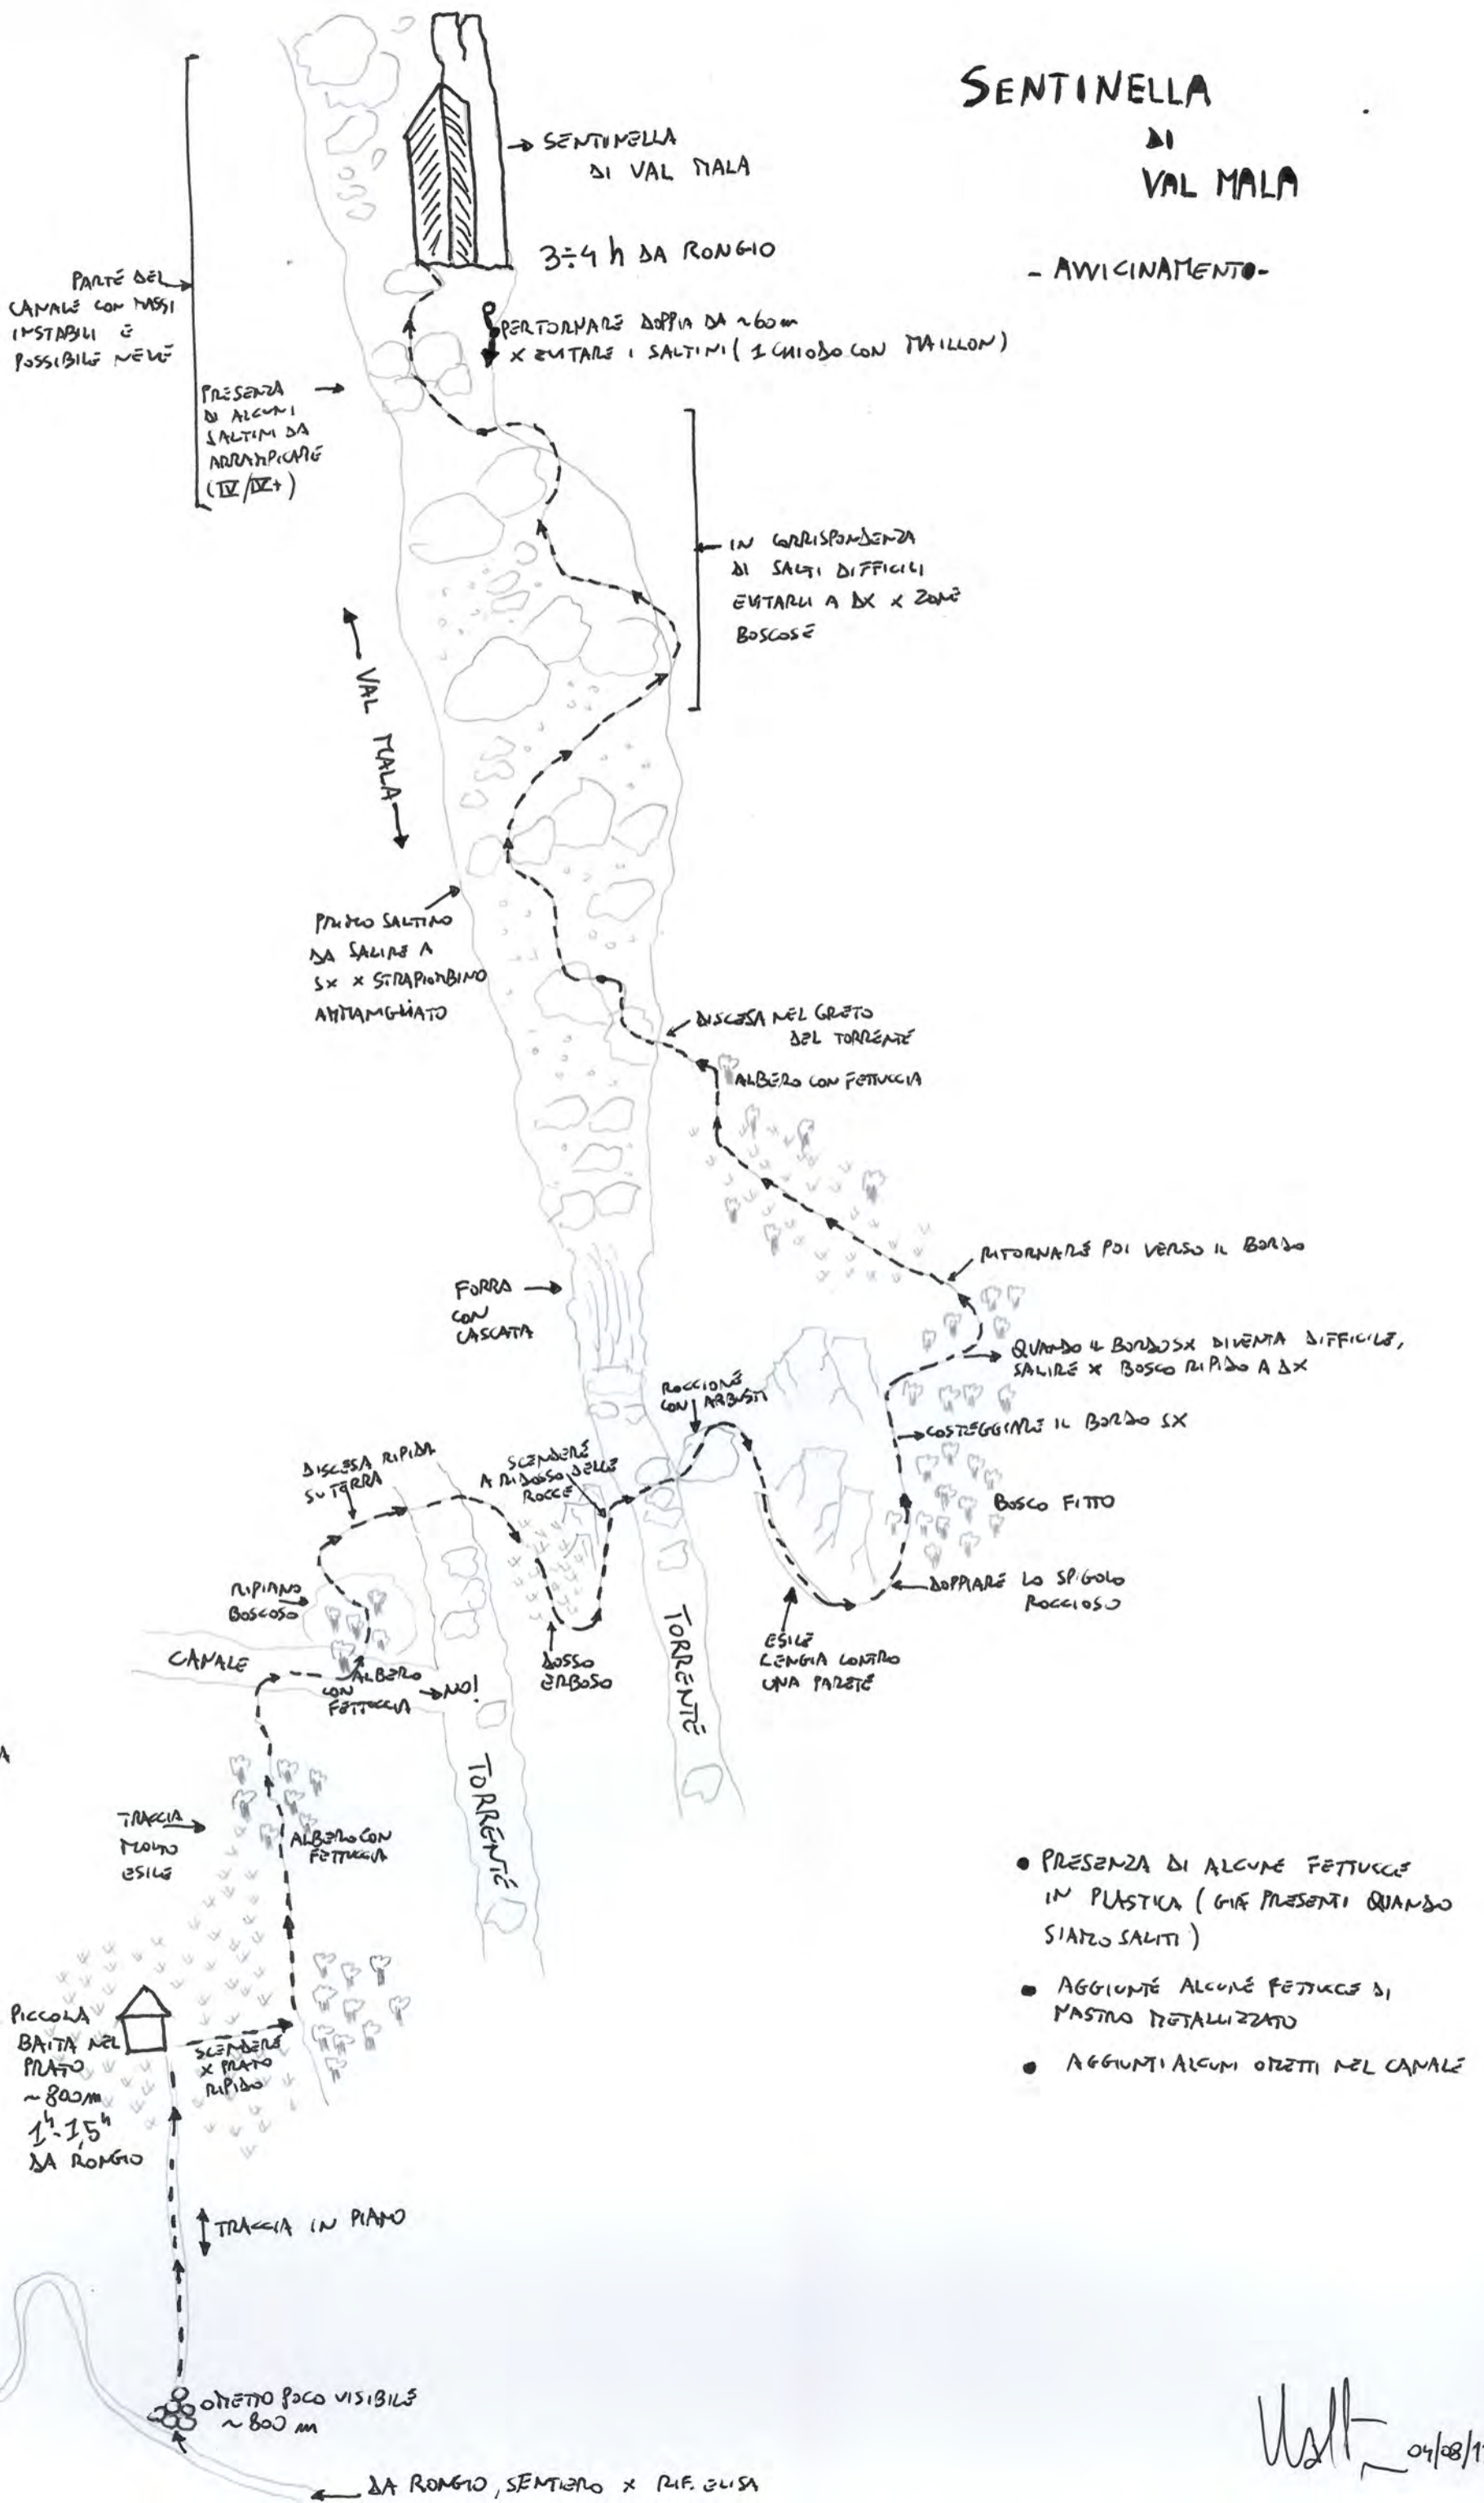 SENTINELLA
DI
VAL MALA
- AVVICINAMENTO -
SENTINELLA
DI VAL MALA
3÷4 h DA RONGIO
PARTE DEL
CANALE CON MASSI
INSTABILI E
POSSIBILE NEVE
PER TORNARE DOPPIA DA ~60m
X EVITARE I SALTINI (1 CHIODO CON MAILLON)
PRESENZA
DI ALCUNI
SALTINI DA
ARRAMPICARE
(IV/IV+)
IN CORRISPONDENZA
DI SALTI DIFFICILI
EVITARLI A DX X ZONE
BOSCOSE
VAL MALA
PRIMO SALTINO
DA SALIRE A
SX X STRAPIOMBINO
AMMANIGLIATO
DISCESA NEL GRETO
DEL TORRENTE
ALBERO CON FETTUCCIA
RITORNARE POI VERSO IL BORDO
FORRA
CON
CASCATA
QUANDO IL BORDO SX DIVENTA DIFFICILE,
SALIRE X BOSCO RIPIDO A DX
ROCCIONE
CON ARBUSTI
COSTEGGIARE IL BORDO SX
DISCESA RIPIDA
SU TERRA
SCENDERE
A RIDOSSO DELLE
ROCCE
BOSCO FITTO
RIPIANO
BOSCOSO
DOPPIARE LO SPIGOLO
ROCCIOSO
CANALE
ALBERO
CON
FETTUCCIA
NO!
DOSSO
ERBOSO
TORRENTE
ESILE
CENGIA CONTRO
UNA PARETE
TORRENTE
TRACCIA
MOLTO
ESILE
ALBERO CON
FETTUCCIA
• PRESENZA DI ALCUNE FETTUCCE
IN PLASTICA (GIÀ PRESENTI QUANDO
SIAMO SALITI)
• AGGIUNTE ALCUNE FETTUCCE DI
NASTRO METALLIZZATO
• AGGIUNTI ALCUNI OMETTI NEL CANALE
PICCOLA
BAITA NEL
PRATO
~800m
1h-1,5h
DA RONGIO
SCENDERE
X PRATO
RIPIDO
TRACCIA IN PIANO
OMETTO POCO VISIBILE
~800 m
DA RONGIO, SENTIERO X RIF. ELISA
04/08/1